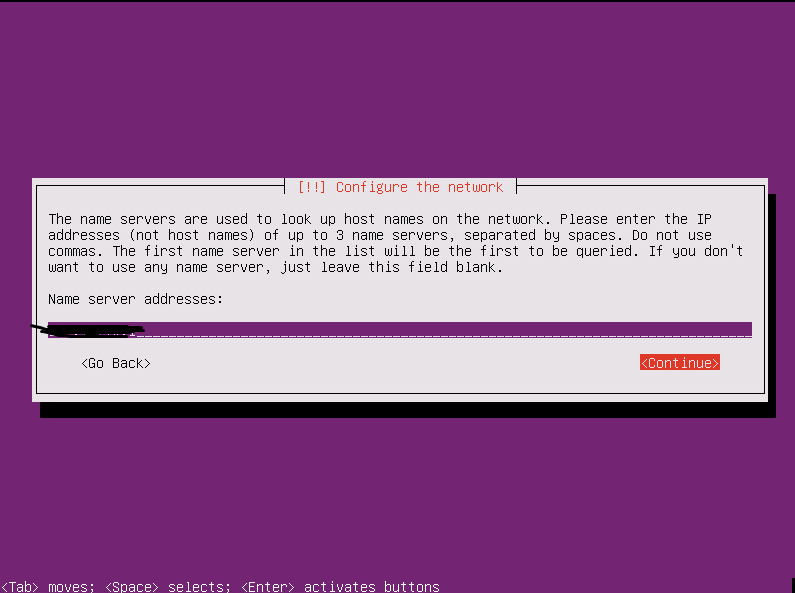 [!!] Configure the network
The name servers are used to look up host names on the network. Please enter the IP
addresses (not host names) of up to 3 name servers, separated by spaces. Do not use
commas. The first name server in the list will be the first to be queried. If you don't
want to use any name server, just leave this field blank.
Name server addresses:
<Go Back> <Continue>
<Tab> moves; <Space> selects; <Enter> activates buttons